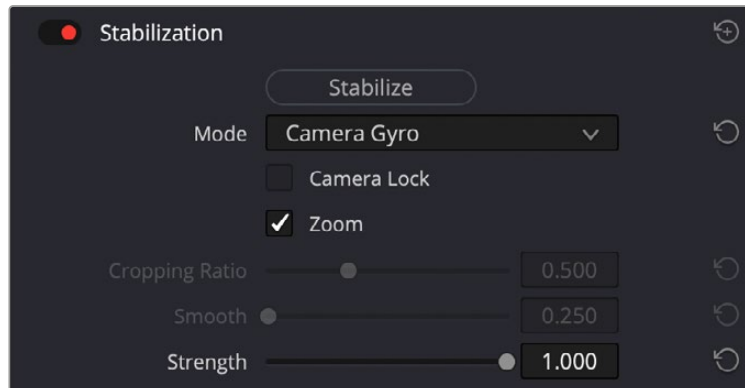 Stabilization
Stabilize
Mode Camera Gyro
Camera Lock
Zoom
Cropping Ratio 0.500
Smooth 0.250
Strength 1.000